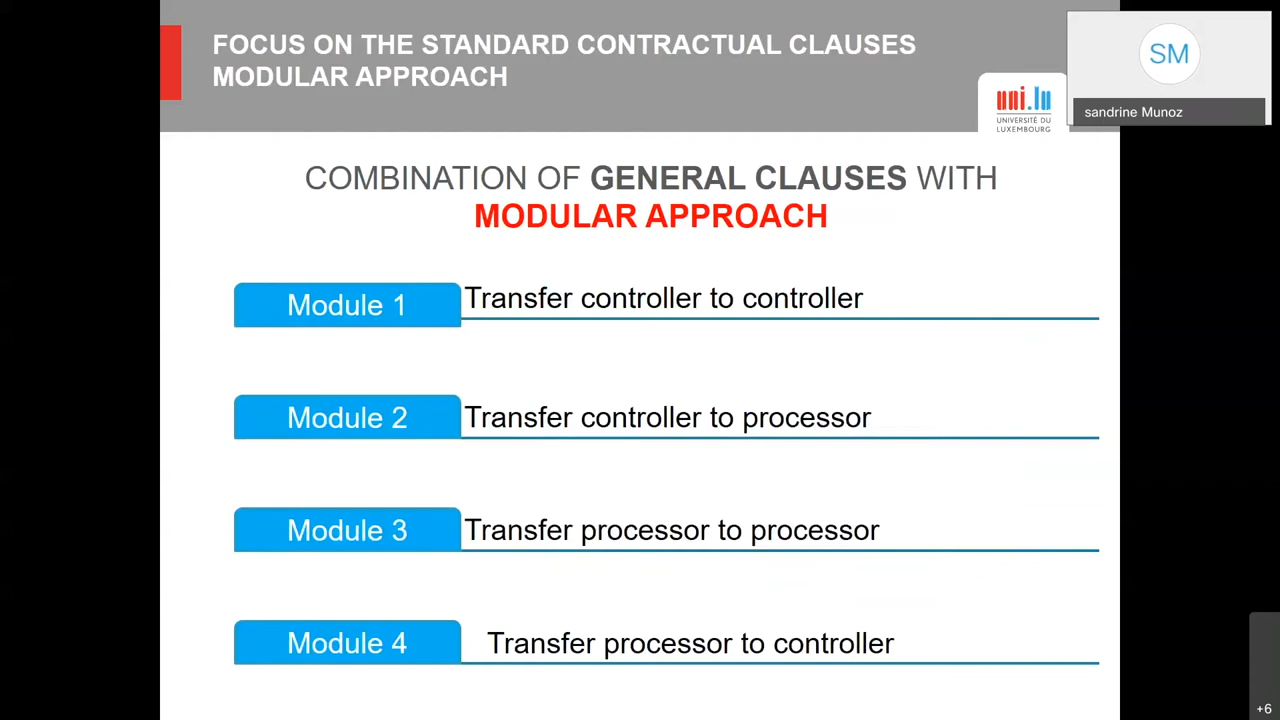 FOCUS ON THE STANDARD CONTRACTUAL CLAUSES
MODULAR APPROACH
SM
sandrine Munoz
uni.lu
UNIVERSITÉ DU
LUXEMBOURG
COMBINATION OF GENERAL CLAUSES WITH
MODULAR APPROACH
Module 1 Transfer controller to controller
Module 2 Transfer controller to processor
Module 3 Transfer processor to processor
Module 4 Transfer processor to controller
+6